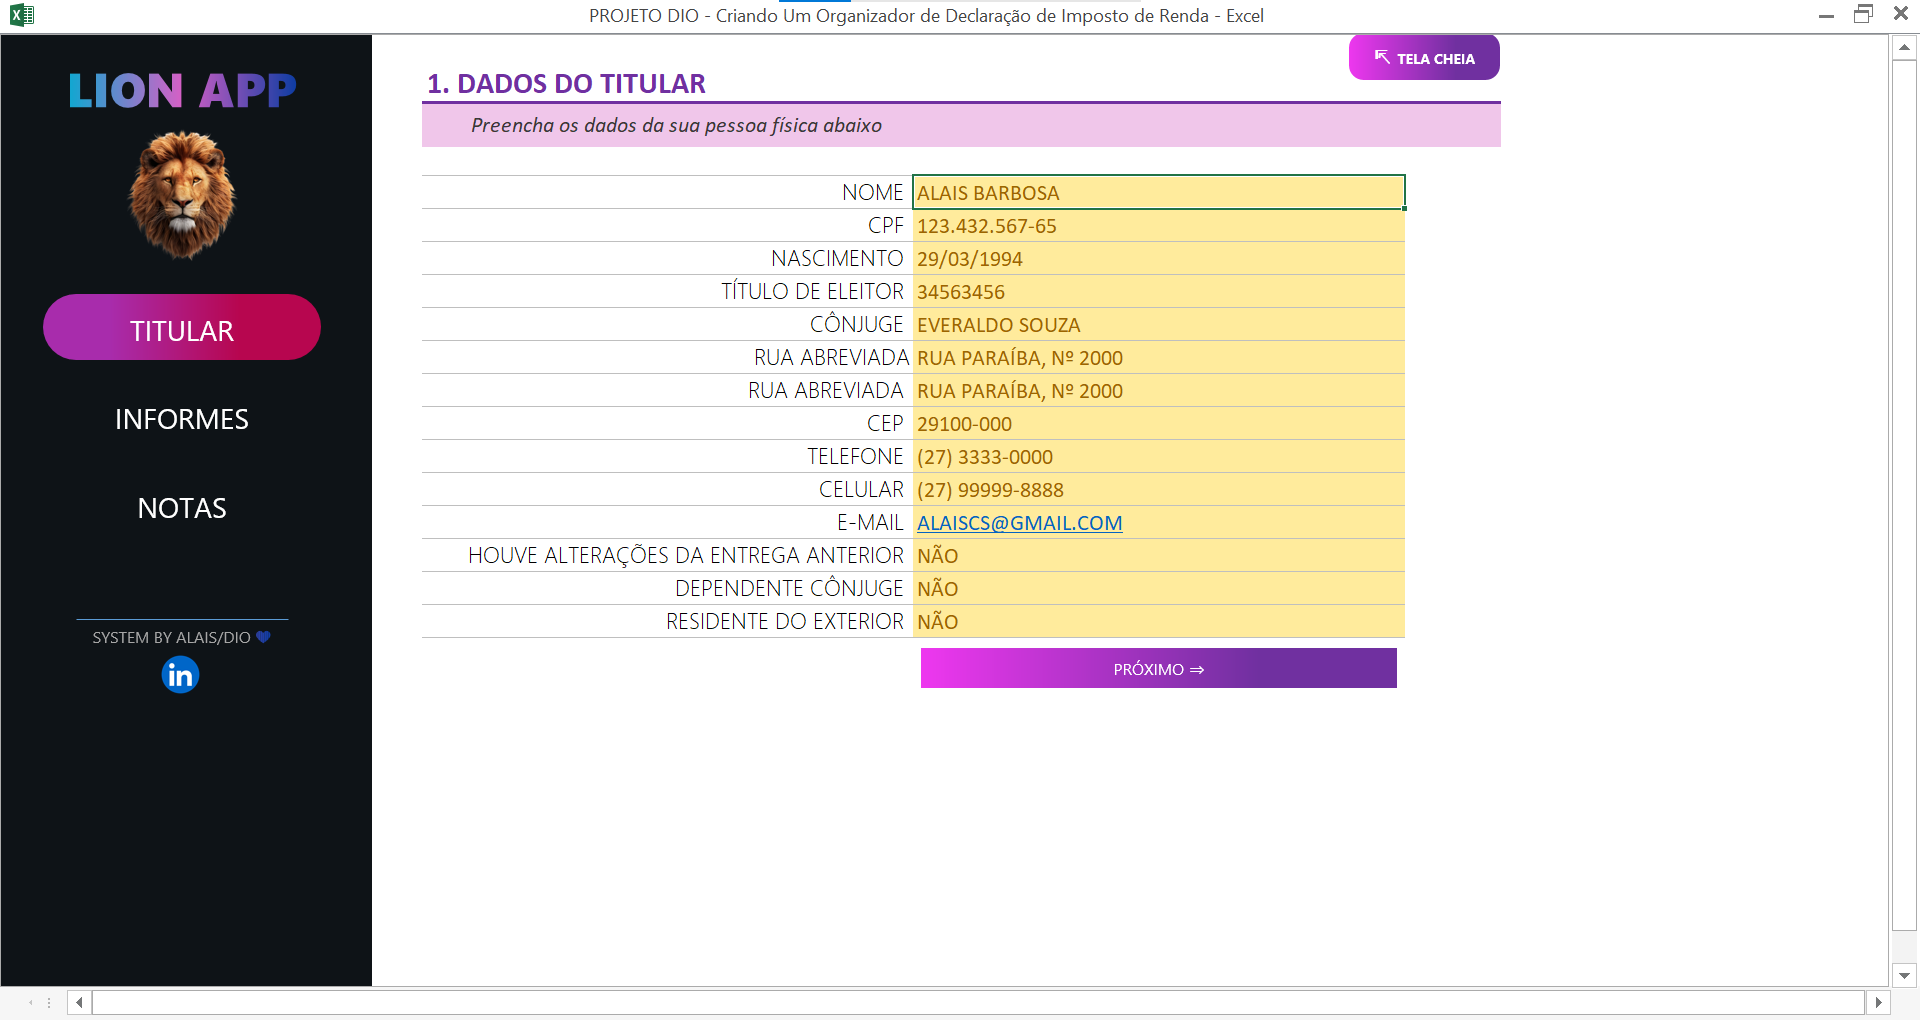 PROJETO DIO - Criando Um Organizador de Declaração de Imposto de Renda - Excel
LION APP
TITULAR
INFORMES
NOTAS
SYSTEM BY ALAIS/DIO 💙
in
TELA CHEIA
1. DADOS DO TITULAR
Preencha os dados da sua pessoa física abaixo
NOME ALAIS BARBOSA
CPF 123.432.567-65
NASCIMENTO 29/03/1994
TÍTULO DE ELEITOR 34563456
CÔNJUGE EVERALDO SOUZA
RUA ABREVIADA RUA PARAÍBA, Nº 2000
RUA ABREVIADA RUA PARAÍBA, Nº 2000
CEP 29100-000
TELEFONE (27) 3333-0000
CELULAR (27) 99999-8888
E-MAIL ALAISCS@GMAIL.COM
HOUVE ALTERAÇÕES DA ENTREGA ANTERIOR NÃO
DEPENDENTE CÔNJUGE NÃO
RESIDENTE DO EXTERIOR NÃO
PRÓXIMO ⇒